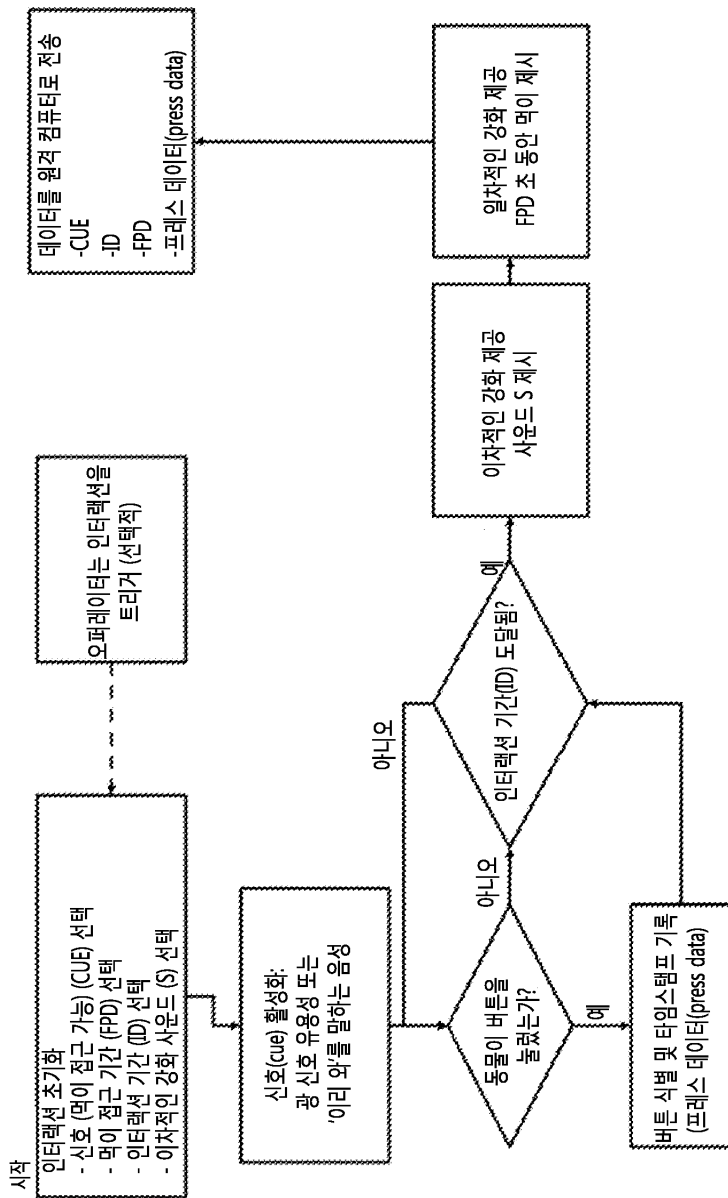 시작
인터랙션 초기화
- 신호 (먹이 접근 가능) (CUE) 선택
- 먹이 접근 기간 (FPD) 선택
- 인터랙션 기간 (ID) 선택
- 이차적인 강화 사운드 (S) 선택
오퍼레이터는 인터랙션을
트리거 (선택적)
신호(cue) 활성화:
광 신호 유용성 또는
'이리 와'를 말하는 음성
동물이 버튼을
눌렀는가?
예
아니오
버튼 식별 및 타임스탬프 기록
(프레스 데이터(press data)
인터랙션 기간(ID) 도달됨?
아니오
예
이차적인 강화 제공
사운드 S 제시
일차적인 강화 제공
FPD 초 동안 먹이 제시
데이터를 원격 컴퓨터로 전송
-CUE
-ID
-FPD
-프레스 데이터(press data)